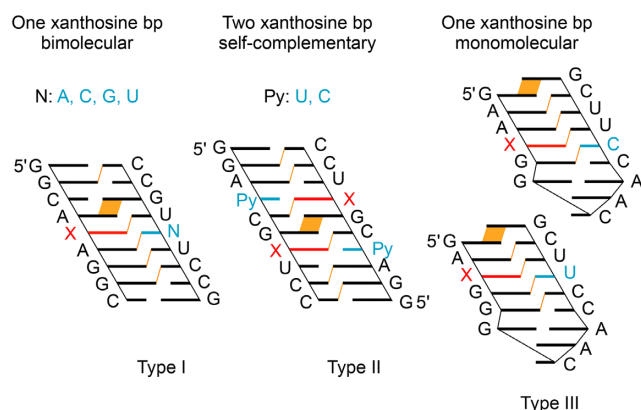 One xanthosine bp
bimolecular
Two xanthosine bp
self-complementary
One xanthosine bp
monomolecular
N: A, C, G, U
Py: U, C
5'G
G
C
A
X
A
G
G
C
C
C
G
U
N
U
C
C
G
Type I
5'G
G
A
Py
C
G
X
U
C
C
C
C
U
X
G
C
Py
A
G
G5'
Type II
5'G
A
A
X
G
G
G
C
U
U
C
C
A
A
C
5'G
A
X
G
G
G
G
C
U
U
C
C
A
A
C
Type III